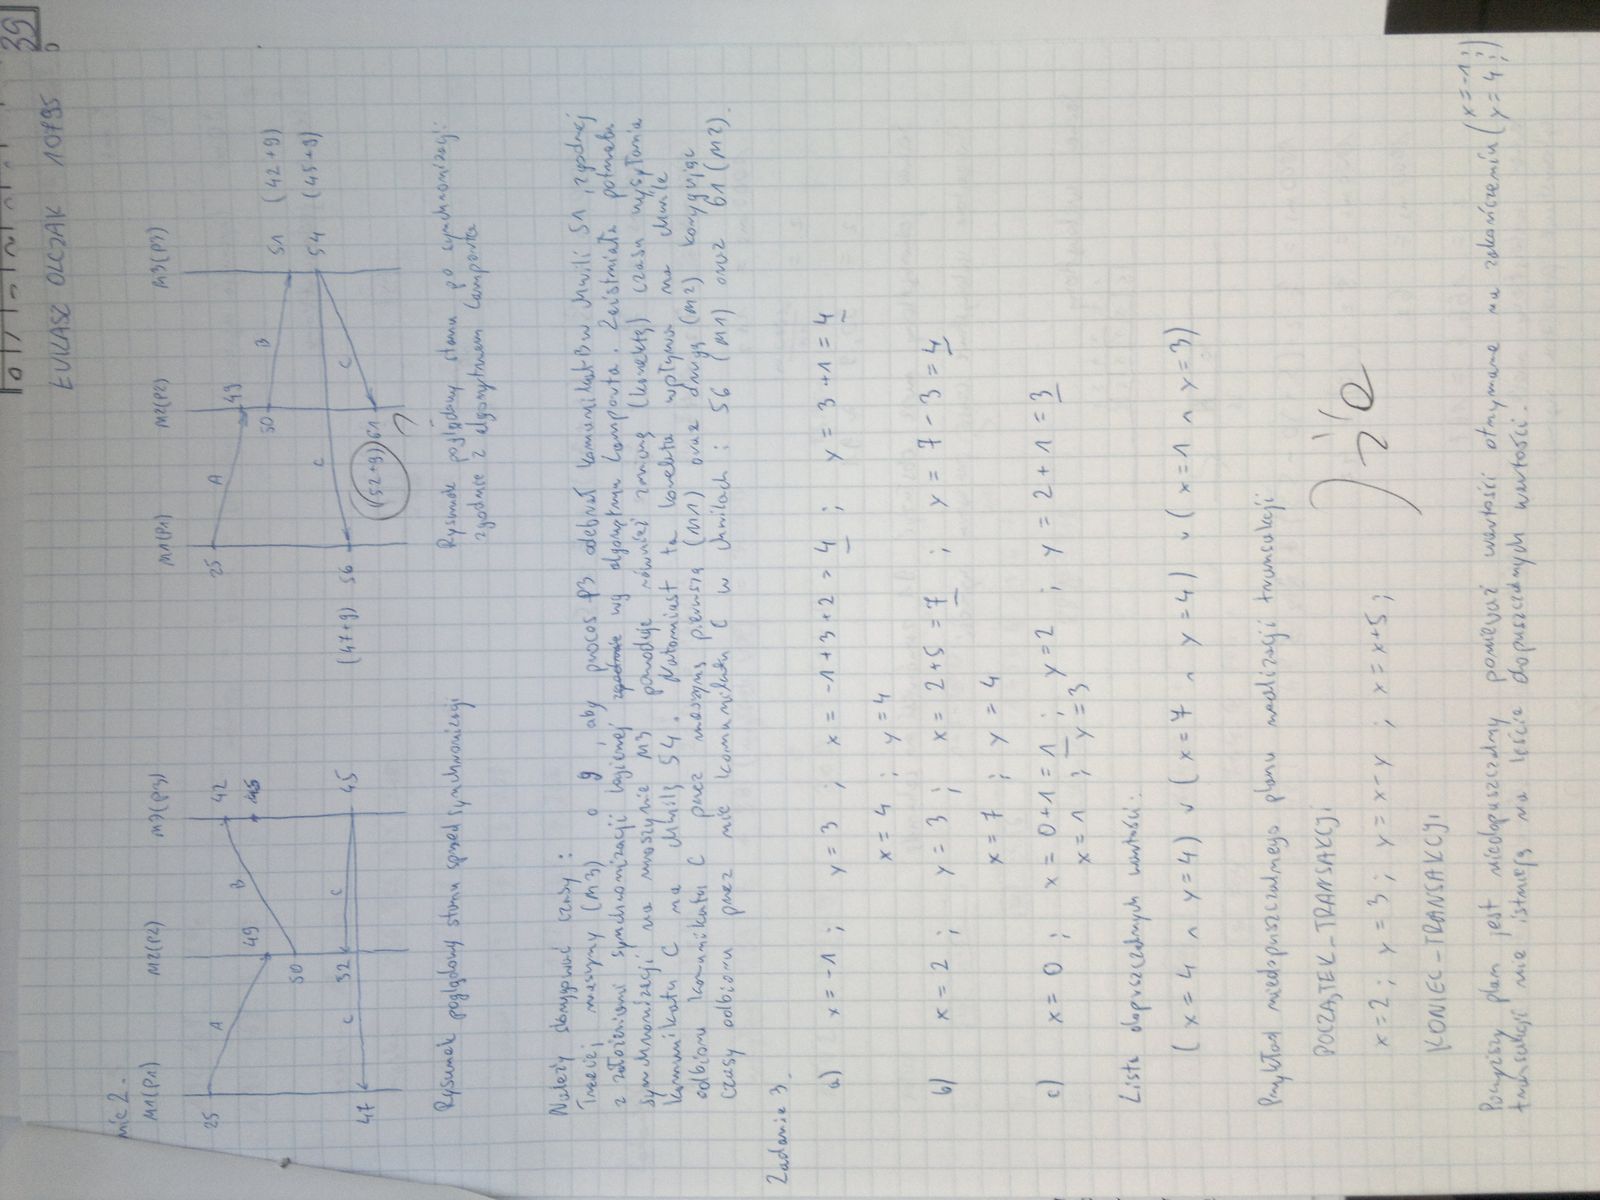 39
ŁUKASZ OLCZAK 10795
nie 2.
M1(P1) M2(P2) M3(P3)
25 A 49 B 42
45
50
C 52 C 45
47
Rysunek poglądowy stanu sprzed synchronizacji
M1(P1) M2(P2) M3(P3)
25 A 49
50 B 51 (42+9)
C 54 (45+9)
(47+9) 56 C
(52+9) 61
?
Rysunek poglądowy stanu po synchronizacji
zgodnie z algorytmem Lamporta
Należy skorygować czasy :
Trzeciej maszyny (M3) o 9, aby proces P3 odebrał komunikat B w chwili 51, zgodnej
z założeniami synchronizacji logicznej zgodnie wg algorytmu Lamporta. Zaistniała potrzeba
synchronizacji na maszynie M3 powoduje również zmianę (korektę) czasu wysyłania
komunikatu C na chwilę 54. Natomiast ta korekta wpływa na chwile
odbioru komunikatu C przez maszynę pierwszą (M1) oraz drugą (M2) korygując
czasy odbioru przez nie komunikatu C w chwilach : 56 (M1) oraz 61 (M2).
Zadanie 3.
a) x = -1 ; y = 3 ; x = -1 + 3 + 2 = 4 ; y = 3 + 1 = 4
x = 4 ; y = 4
b) x = 2 ; y = 3 ; x = 2+5 = 7 ; y = 7 - 3 = 4
x = 7 ; y = 4
c) x = 0 ; x = 0+1 = 1 ; y = 2 ; y = 2 + 1 = 3
x = 1 ; y = 3
Lista dopuszczalnych wartości:
(x = 4 ∧ y = 4) ∨ (x = 7 ∧ y = 4) ∨ (x = 1 ∧ y = 3)
Przykład niedopuszczalnego planu realizacji transakcji
POCZĄTEK_TRANSAKCJI
x = 2 ; y = 3 ; y = x-y ; x = x+5 ;
KONIEC_TRANSAKCJI
źle
Powyższy plan jest niedopuszczalny ponieważ wartości otrzymane na zakończeniu (x = -1 ; y = 4 ;)
transakcji nie istnieją na liście dopuszczalnych wartości.